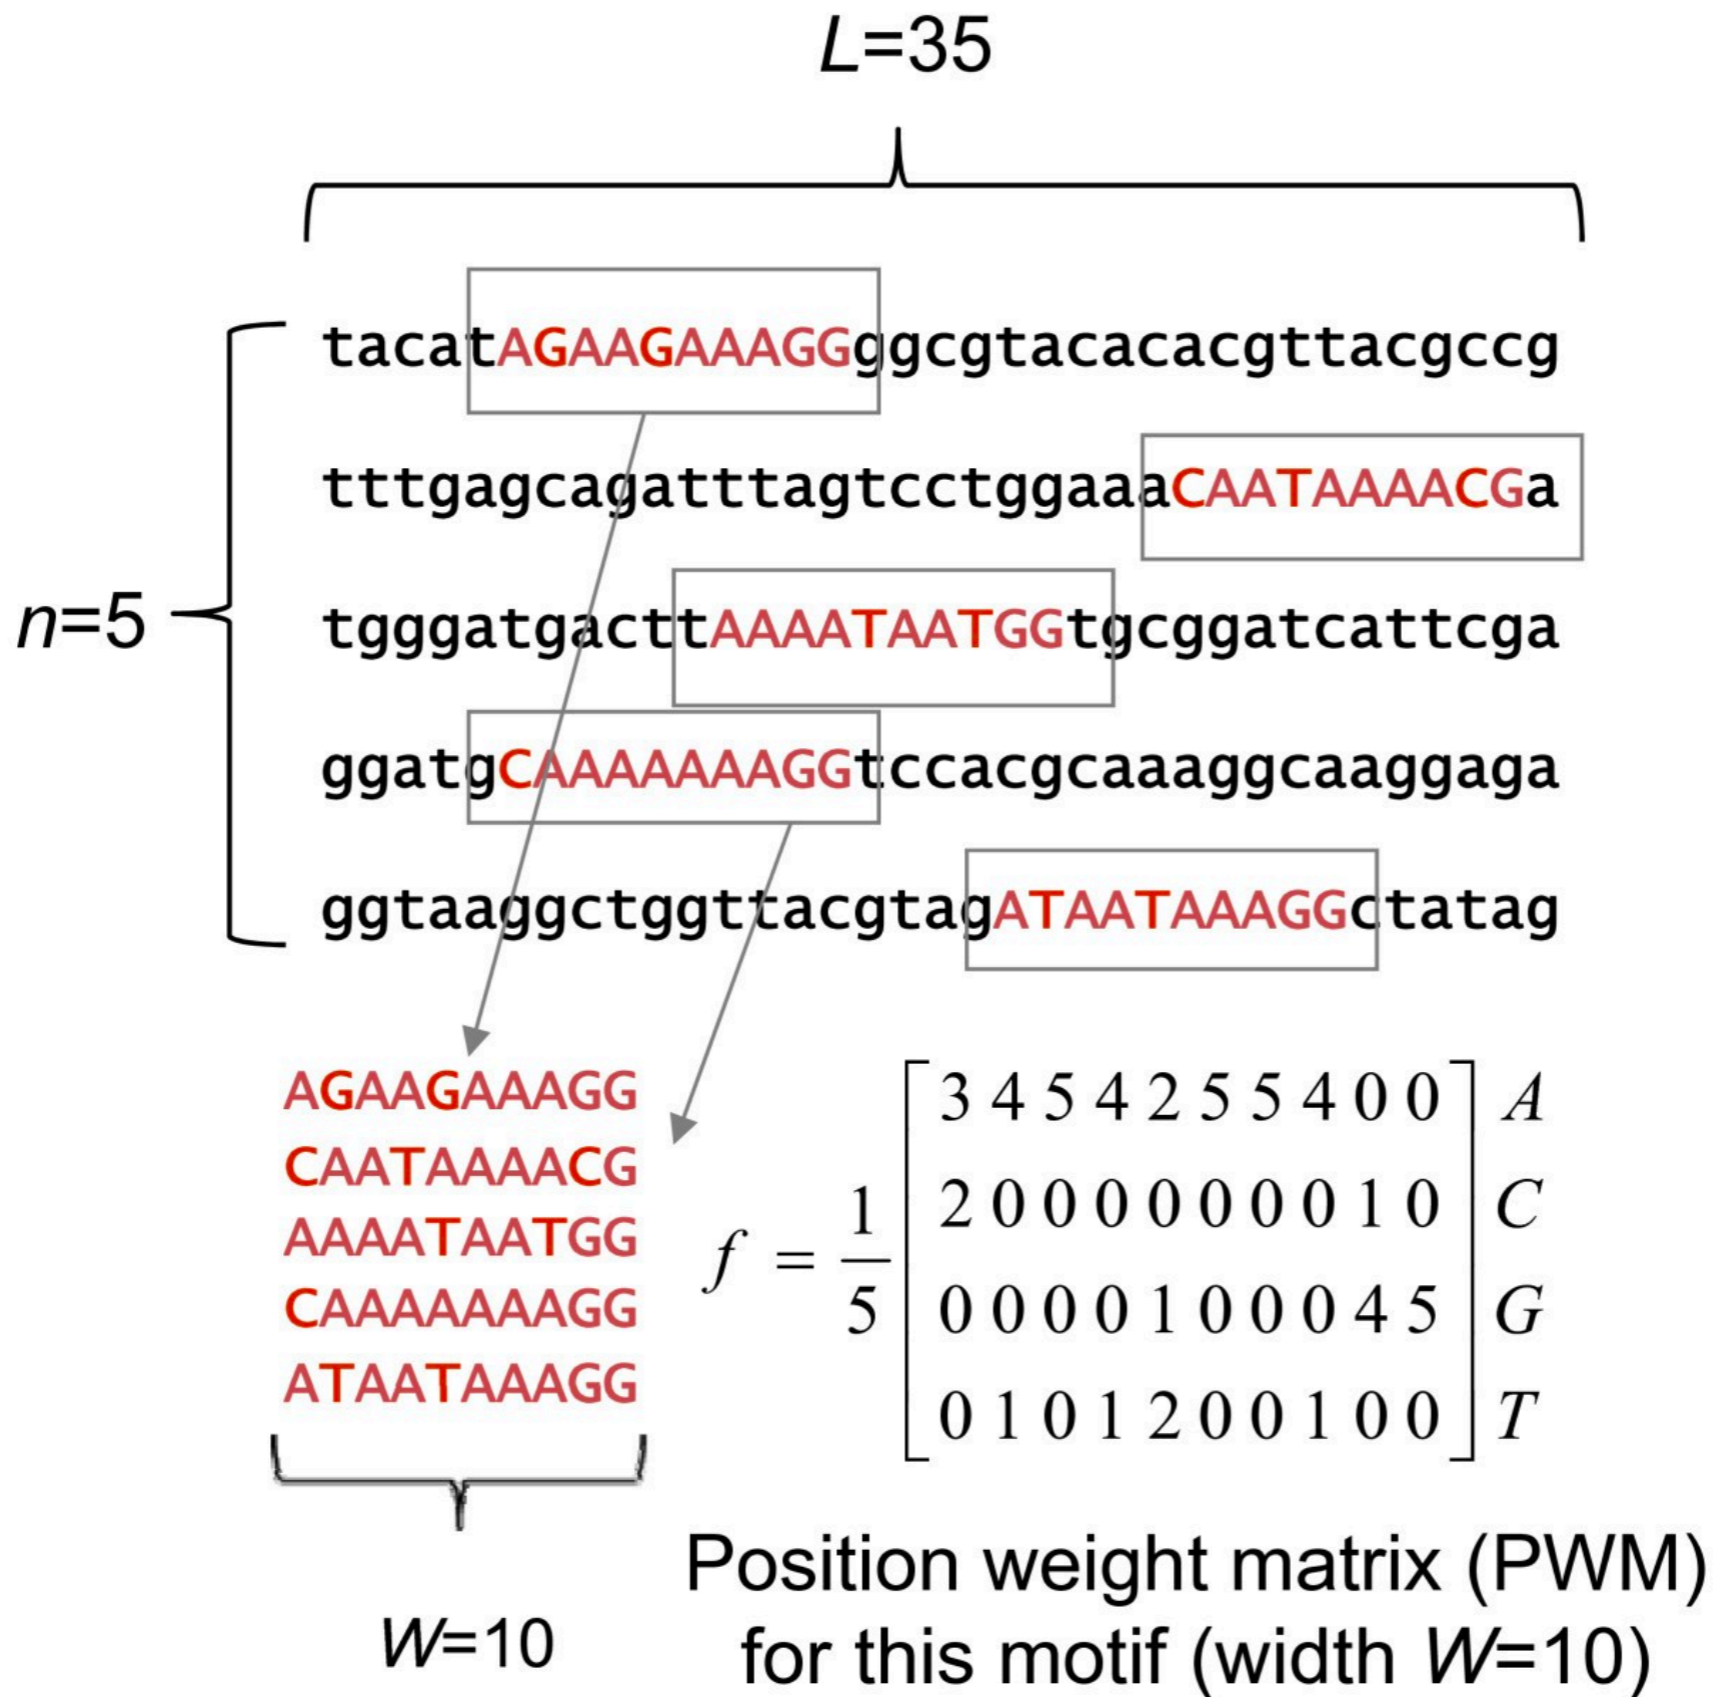 L=35
tacatAGAAGAAAGGggcgtacacacgttacgccg
tttgagcagatttagtcctggaaaCAATAAAACGa
n=5
tgggatgacttAAAATAATGGtgcggatcattcga
ggatgCAAAAAAAGGtccacgcaaaggcaaggaga
ggtaaggctggttacgtagATAATAAAGGctatag
AGAAGAAAGG
CAATAAAACG
AAAATAATGG
CAAAAAAAGG
ATAATAAAGG
W=10
f = 1/5
3 4 5 4 2 5 5 4 0 0 A
2 0 0 0 0 0 0 0 1 0 C
0 0 0 0 1 0 0 0 4 5 G
0 1 0 1 2 0 0 1 0 0 T
Position weight matrix (PWM)
for this motif (width W=10)